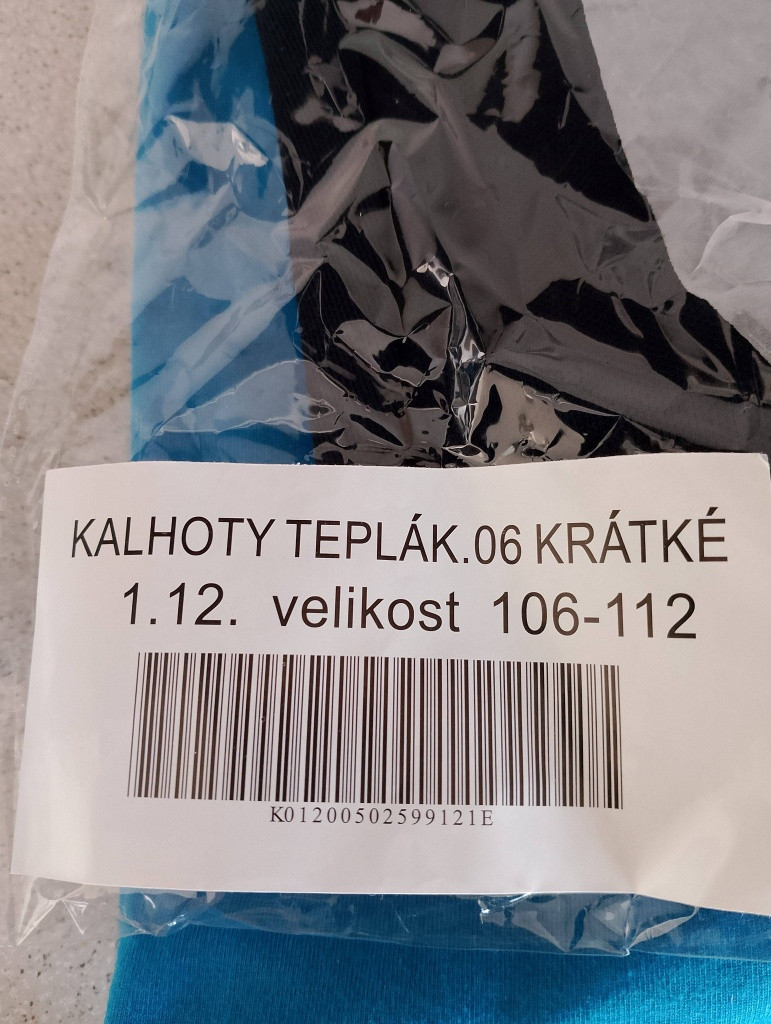 KALHOTY TEPLÁK.06 KRÁTKÉ
1.12. velikost 106-112
K01200502599121E